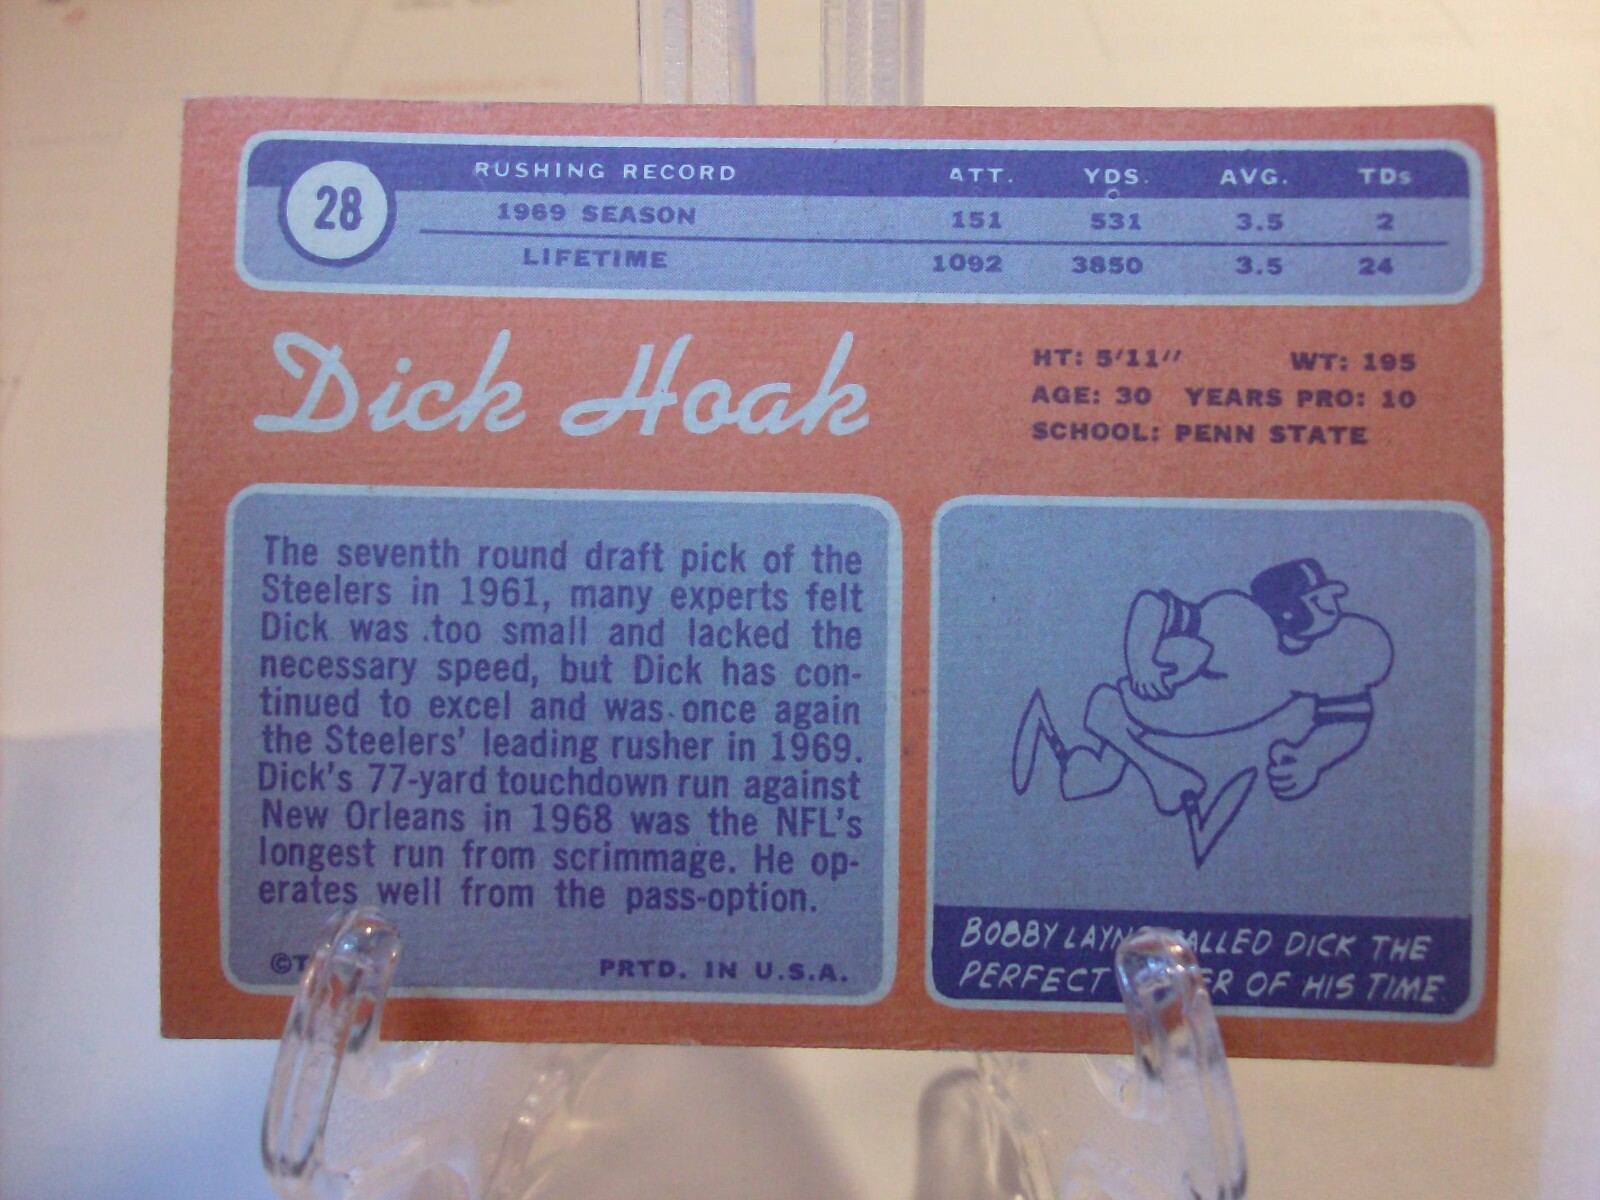 28
RUSHING RECORD ATT. YDS. AVG. TDs
1969 SEASON 151 531 3.5 2
LIFETIME 1092 3850 3.5 24
Dick Hoak
HT: 5'11" WT: 195
AGE: 30 YEARS PRO: 10
SCHOOL: PENN STATE
The seventh round draft pick of the
Steelers in 1961, many experts felt
Dick was too small and lacked the
necessary speed, but Dick has con-
tinued to excel and was once again
the Steelers' leading rusher in 1969.
Dick's 77-yard touchdown run against
New Orleans in 1968 was the NFL's
longest run from scrimmage. He op-
erates well from the pass-option.
PRTD. IN U.S.A.
BOBBY CALLED DICK THE
PERFECT OF HIS TIME